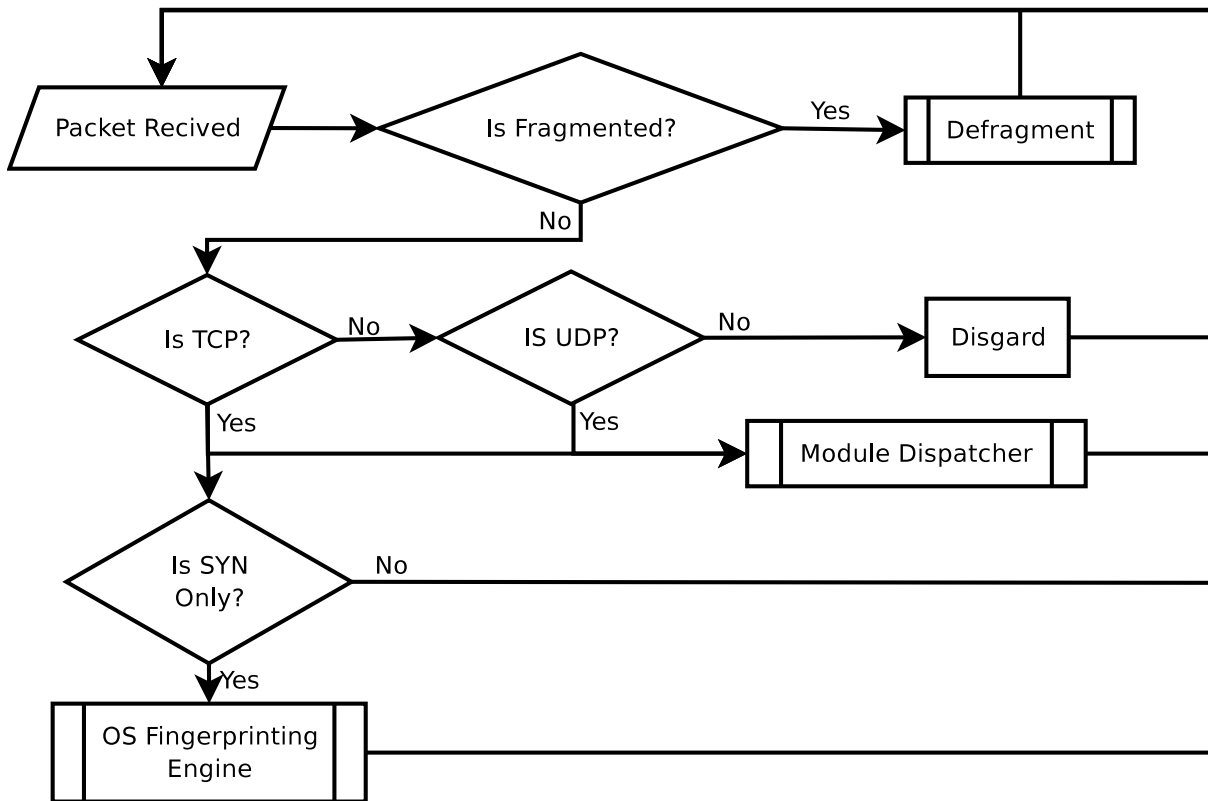 Packet Recived
Is Fragmented?
Yes
Defragment
No
Is TCP?
No
IS UDP?
No
Disgard
Yes
Yes
Module Dispatcher
Is SYN
Only?
No
Yes
OS Fingerprinting
Engine